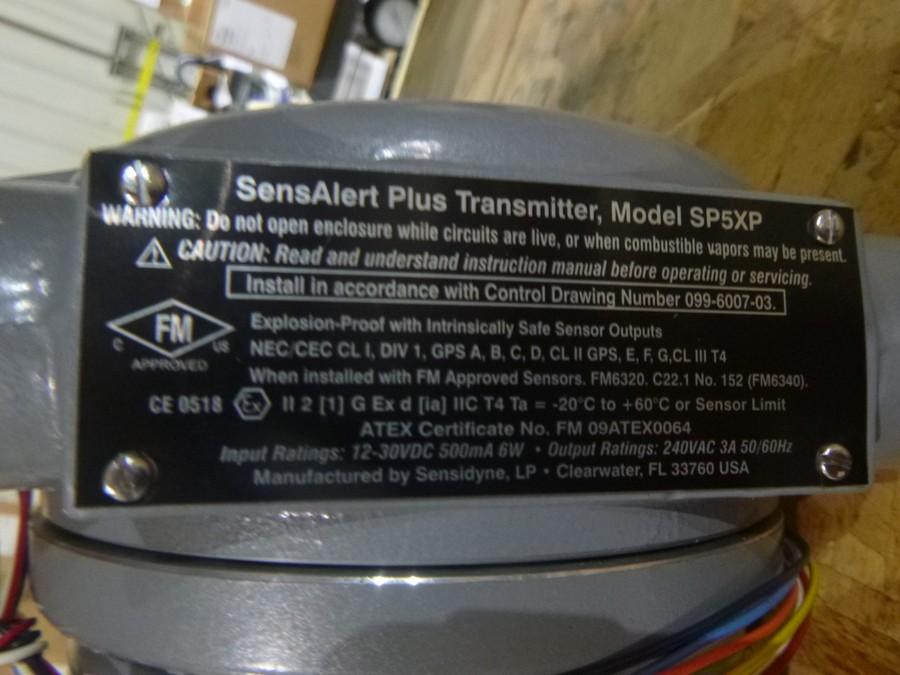 SensAlert Plus Transmitter, Model SP5XP
WARNING: Do not open enclosure while circuits are live, or when combustible vapors may be present.
CAUTION: Read and understand instruction manual before operating or servicing.
Install in accordance with Control Drawing Number 099-6007-03.
FM
C US
APPROVED
Explosion-Proof with Intrinsically Safe Sensor Outputs
NEC/CEC CL I, DIV 1, GPS A, B, C, D, CL II GPS, E, F, G,CL III T4
When installed with FM Approved Sensors. FM6320. C22.1 No. 152 (FM6340).
CE 0518 Ex II 2 [1] G Ex d [ia] IIC T4 Ta = -20°C to +60°C or Sensor Limit
ATEX Certificate No. FM 09ATEX0064
Input Ratings: 12-30VDC 500mA 6W • Output Ratings: 240VAC 3A 50/60Hz
Manufactured by Sensidyne, LP • Clearwater, FL 33760 USA